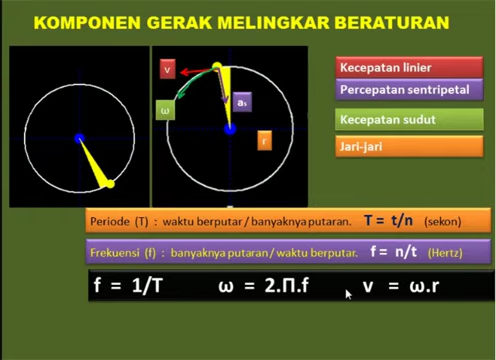 KOMPONEN GERAK MELINGKAR BERATURAN
v
ω
as
r
Kecepatan linier
Percepatan sentripetal
Kecepatan sudut
Jari-jari
Periode (T) : waktu berputar / banyaknya putaran. T = t/n (sekon)
Frekuensi (f) : banyaknya putaran / waktu berputar. f = n/t (Hertz)
f = 1/T ω = 2.Π.f v = ω.r